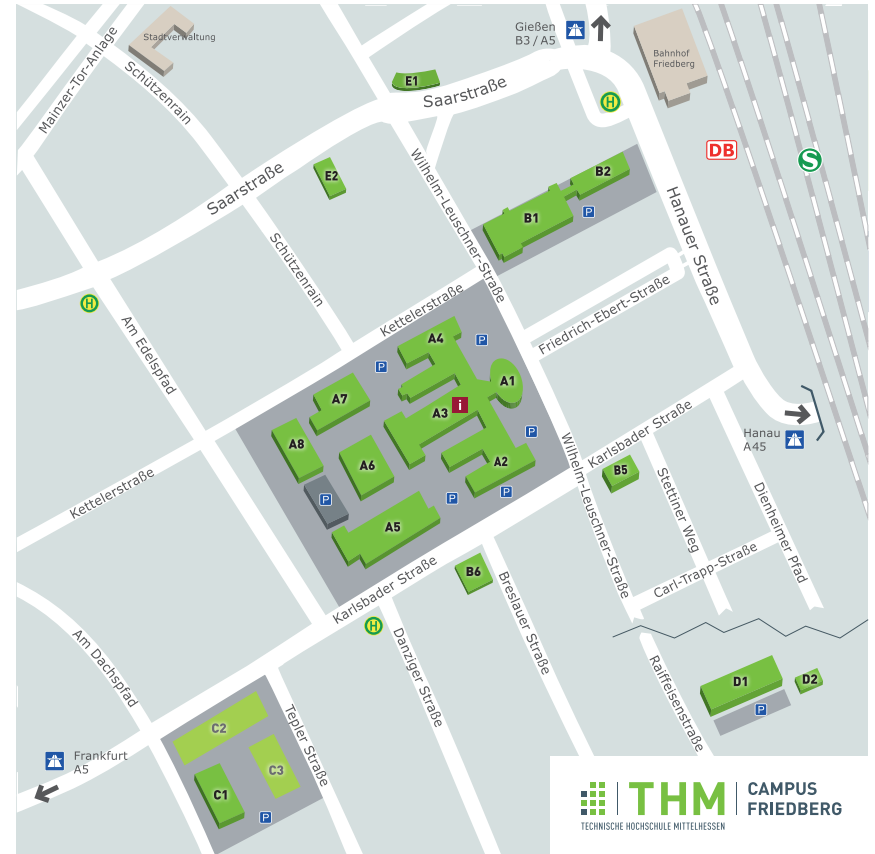 Gießen
B3 / A5
Stadtverwaltung
Bahnhof
Friedberg
Mainzer-Tor-Anlage
Schützenrain
E1
Saarstraße
H
DB
S
Wilhelm-Leuschner-Straße
E2
Saarstraße
B2
B1
P
Hanauer Straße
Schützenrain
H
Am Edelspfad
Kettelerstraße
Friedrich-Ebert-Straße
A4
P
P
A1
A7
A3
i
A8
A6
P
A2
P
P
P
A5
Hanau
A45
Karlsbader Straße
Wilhelm-Leuschner-Straße
B5
Stettiner Weg
Dienheimer Pfad
Kettelerstraße
Carl-Trapp-Straße
B6
Karlsbader Straße
H
Breslauer Straße
Danziger Straße
Am Dachspfad
Raiffeisenstraße
D1
D2
P
Tepler Straße
C2
C3
C1
P
Frankfurt
A5
THM
CAMPUS
FRIEDBERG
TECHNISCHE HOCHSCHULE MITTELHESSEN